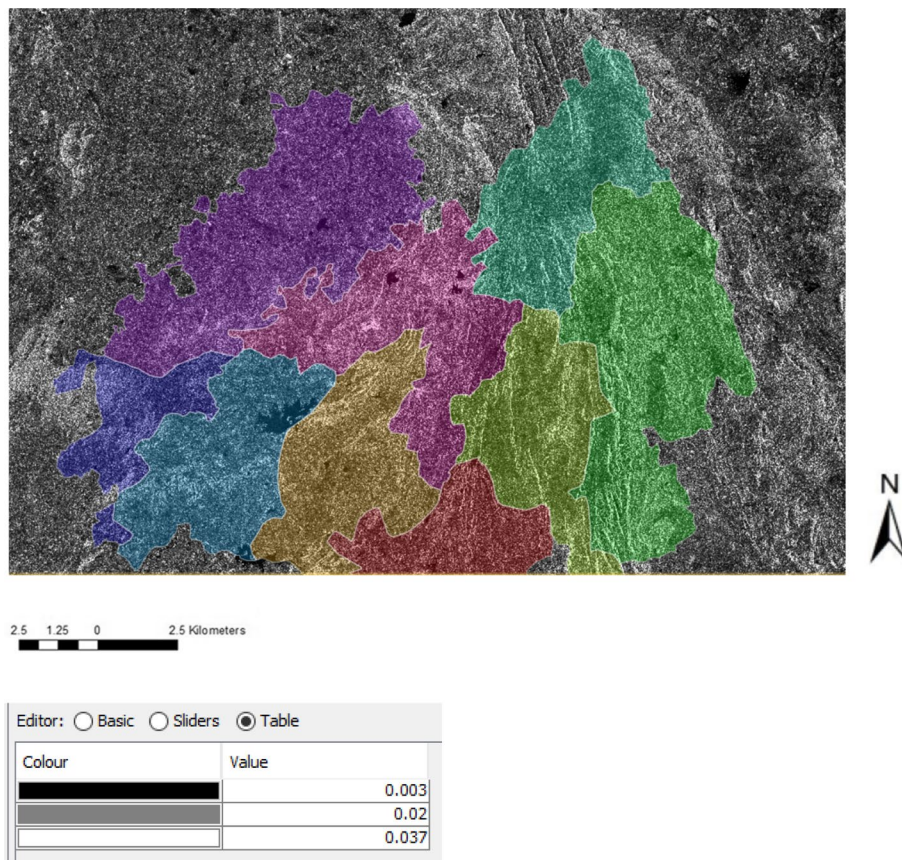 N
2.5 1.25 0 2.5 Kilometers
Editor: Basic Sliders Table
Colour Value
0.003
0.02
0.037